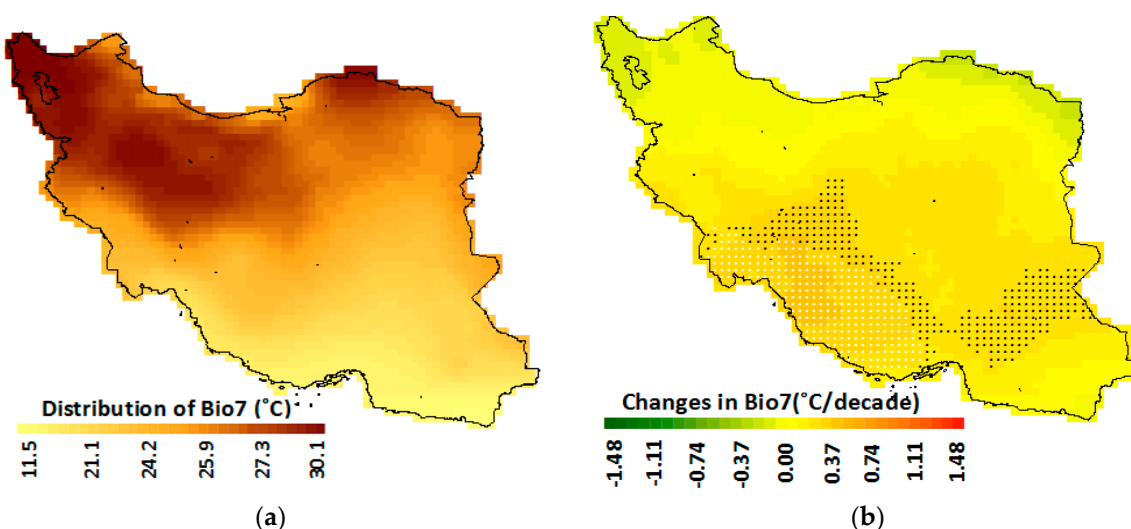 Distribution of Bio7 (˚C)
11.5 21.1 24.2 25.9 27.3 30.1
(a)
Changes in Bio7(˚C/decade)
-1.48 -1.11 -0.74 -0.37 0.00 0.37 0.74 1.11 1.48
(b)